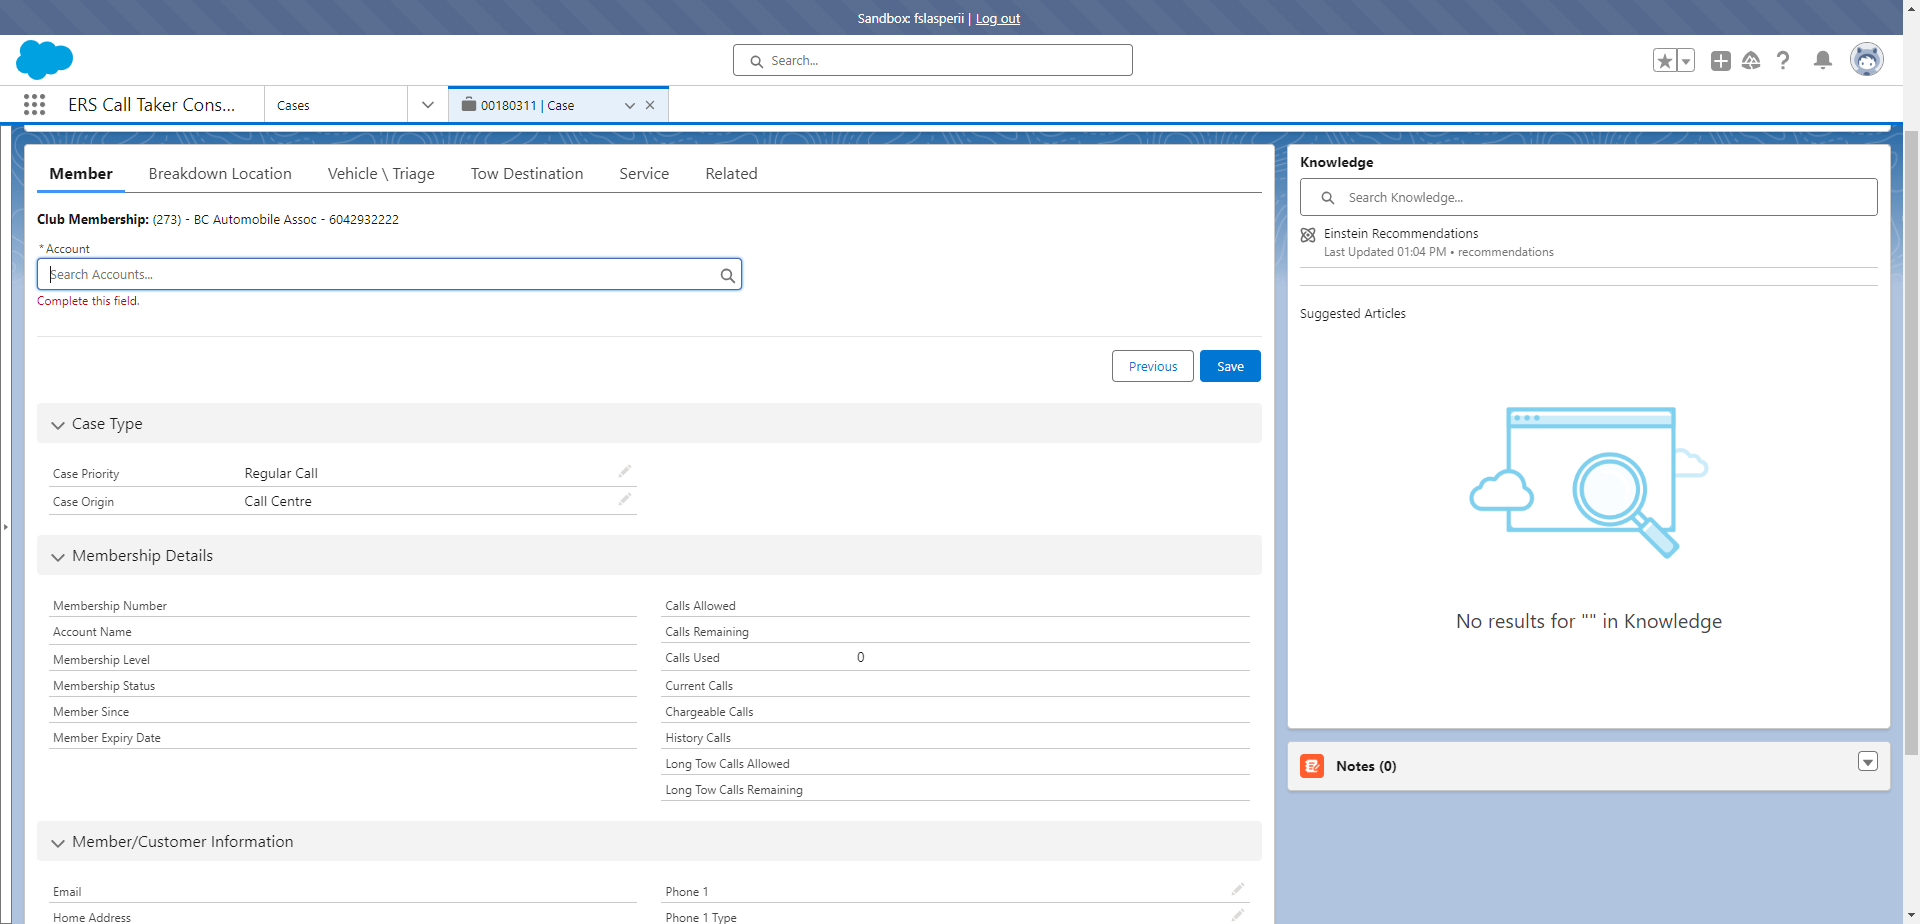 Sandbox: fslasperii | Log out
Search...
ERS Call Taker Cons...
Cases
00180311 | Case
Member
Breakdown Location
Vehicle \ Triage
Tow Destination
Service
Related
Club Membership: (273) - BC Automobile Assoc - 6042932222
*Account
Search Accounts...
Complete this field.
Previous
Save
Case Type
Case Priority Regular Call
Case Origin Call Centre
Membership Details
Membership Number
Account Name
Membership Level
Membership Status
Member Since
Member Expiry Date
Calls Allowed
Calls Remaining
Calls Used 0
Current Calls
Chargeable Calls
History Calls
Long Tow Calls Allowed
Long Tow Calls Remaining
Member/Customer Information
Email
Home Address
Phone 1
Phone 1 Type
Knowledge
Search Knowledge...
Einstein Recommendations
Last Updated 01:04 PM • recommendations
Suggested Articles
No results for "" in Knowledge
Notes (0)